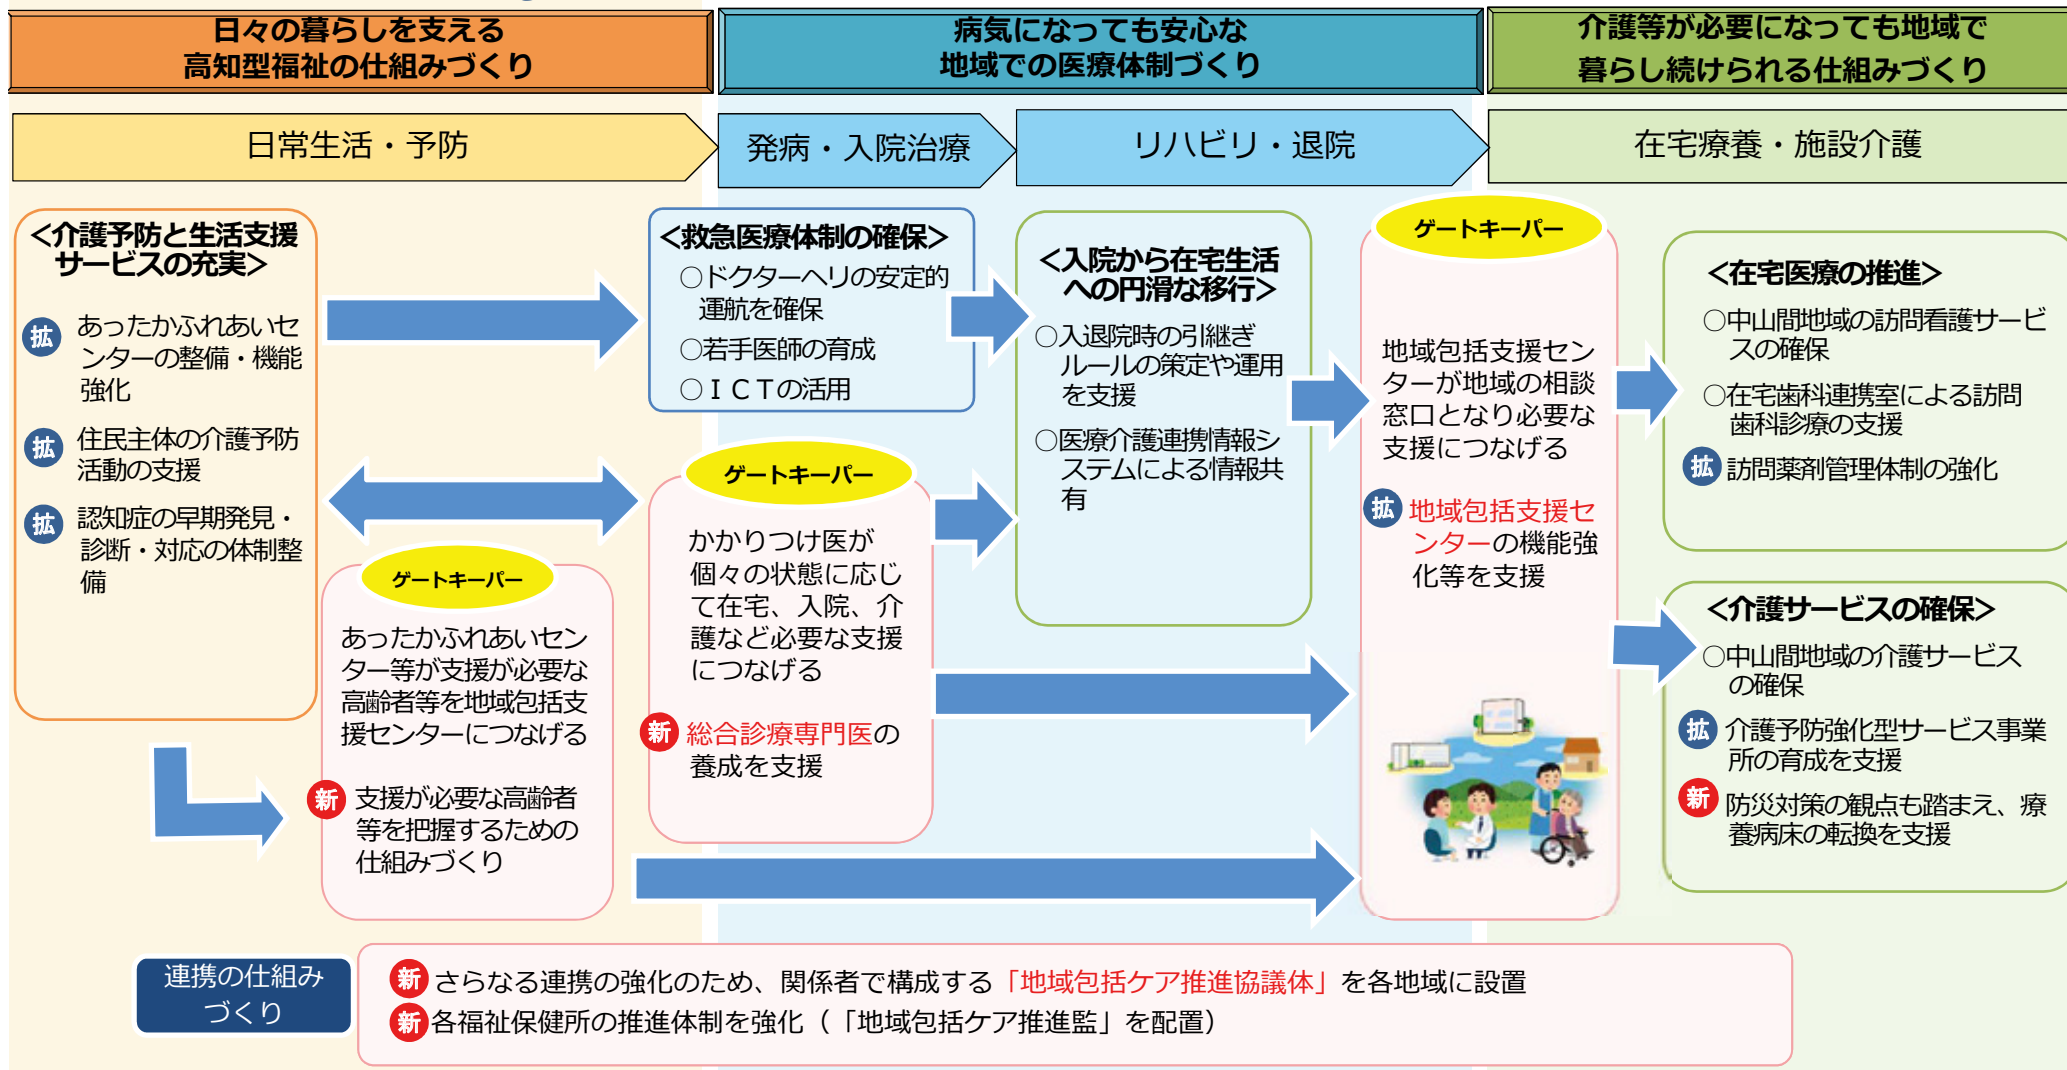 日々の暮らしを支える
高知型福祉の仕組みづくり
病気になっても安心な
地域での医療体制づくり
介護等が必要になっても地域で
暮らし続けられる仕組みづくり
日常生活・予防
発病・入院治療
リハビリ・退院
在宅療養・施設介護
<介護予防と生活支援
サービスの充実>
拡 あったかふれあいセ
ンターの整備・機能
強化
拡 住民主体の介護予防
活動の支援
拡 認知症の早期発見・
診断・対応の体制整
備
ゲートキーパー
あったかふれあいセン
ター等が支援が必要な
高齢者等を地域包括支
援センターにつなげる
新 支援が必要な高齢者
等を把握するための
仕組みづくり
<救急医療体制の確保>
○ドクターヘリの安定的
運航を確保
○若手医師の育成
○ＩＣＴの活用
ゲートキーパー
かかりつけ医が
個々の状態に応じ
て在宅、入院、介
護など必要な支援
につなげる
新 総合診療専門医の
養成を支援
<入院から在宅生活
への円滑な移行>
○入退院時の引継ぎ
ルールの策定や運用
を支援
○医療介護連携情報シ
ステムによる情報共
有
ゲートキーパー
地域包括支援セン
ターが地域の相談
窓口となり必要な
支援につなげる
拡 地域包括支援セ
ンターの機能強
化等を支援
<在宅医療の推進>
○中山間地域の訪問看護サービ
スの確保
○在宅歯科連携室による訪問
歯科診療の支援
拡 訪問薬剤管理体制の強化
<介護サービスの確保>
○中山間地域の介護サービス
の確保
拡 介護予防強化型サービス事業
所の育成を支援
新 防災対策の観点も踏まえ、療
養病床の転換を支援
連携の仕組み
づくり
新 さらなる連携の強化のため、関係者で構成する「地域包括ケア推進協議体」を各地域に設置
新 各福祉保健所の推進体制を強化（「地域包括ケア推進監」を配置）